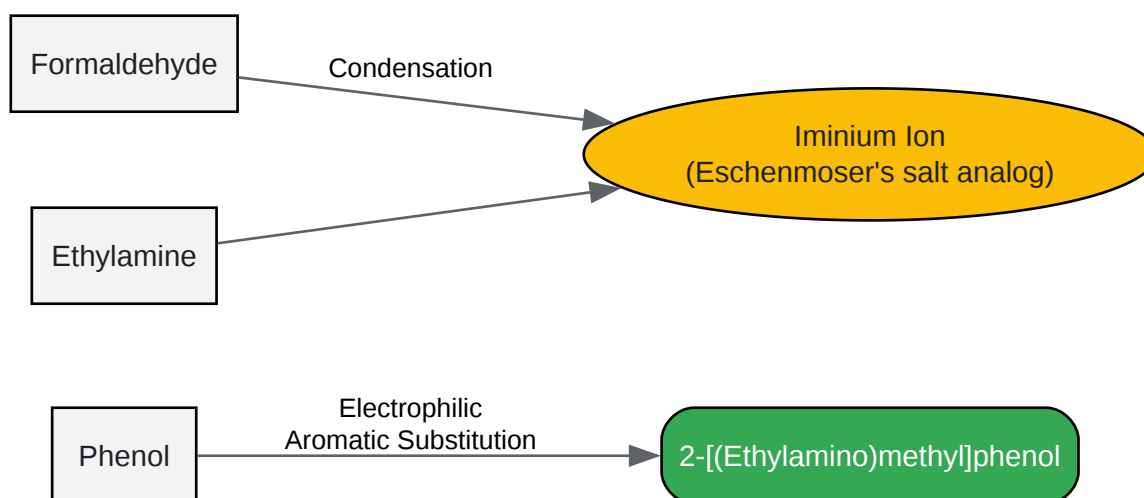 Formaldehyde
Condensation
Iminium Ion
(Eschenmoser's salt analog)
Ethylamine
Electrophilic
Aromatic Substitution
Phenol
2-[(Ethylamino)methyl]phenol